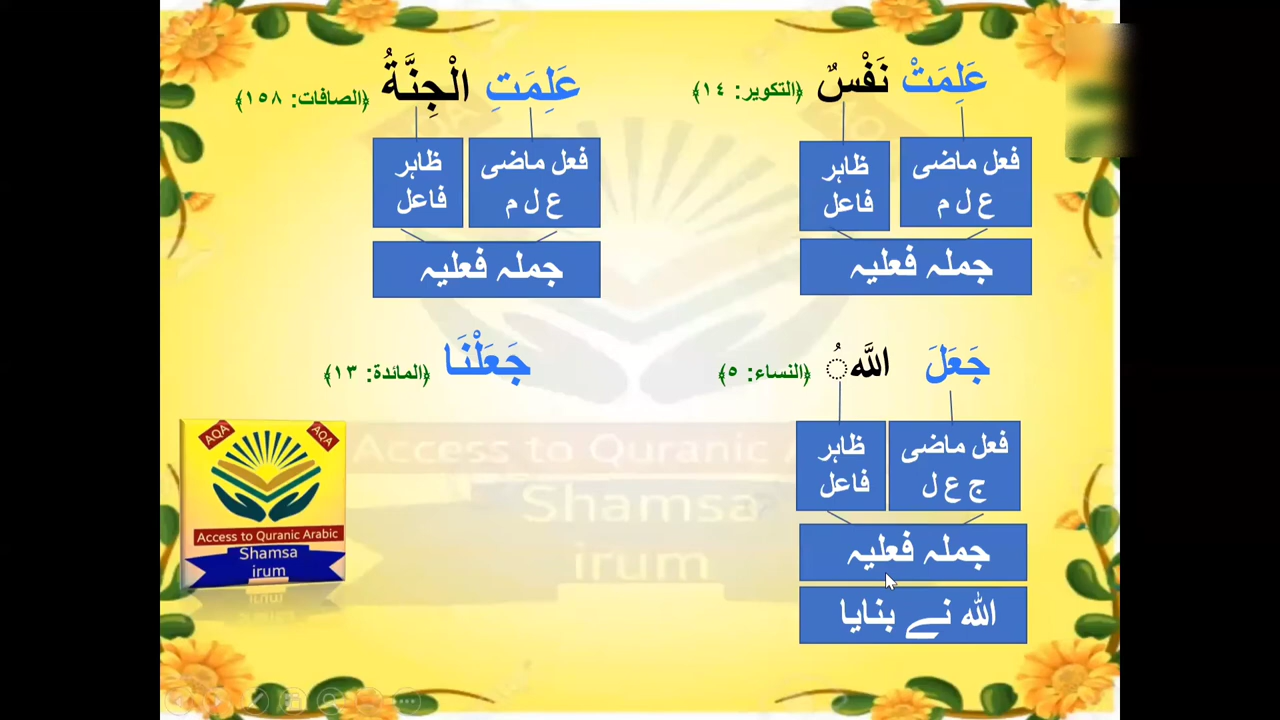 عَلِمَتْ نَفْسٌ ﴿التكوير: ١٤﴾
فعل ماضی
ع ل م
ظاہر
فاعل
جملہ فعلیہ
عَلِمَتِ الْجِنَّةُ ﴿الصافات: ١٥٨﴾
فعل ماضی
ع ل م
ظاہر
فاعل
جملہ فعلیہ
جَعَلَ اللَّهُ ﴿النساء: ٥﴾
فعل ماضی
ج ع ل
ظاہر
فاعل
جملہ فعلیہ
اللہ نے بنایا
جَعَلْنَا ﴿المائدة: ١٣﴾
AQA
AQA
Access to Quranic Arabic
Shamsa
irum
Access to Quranic A
Shamsa
irum